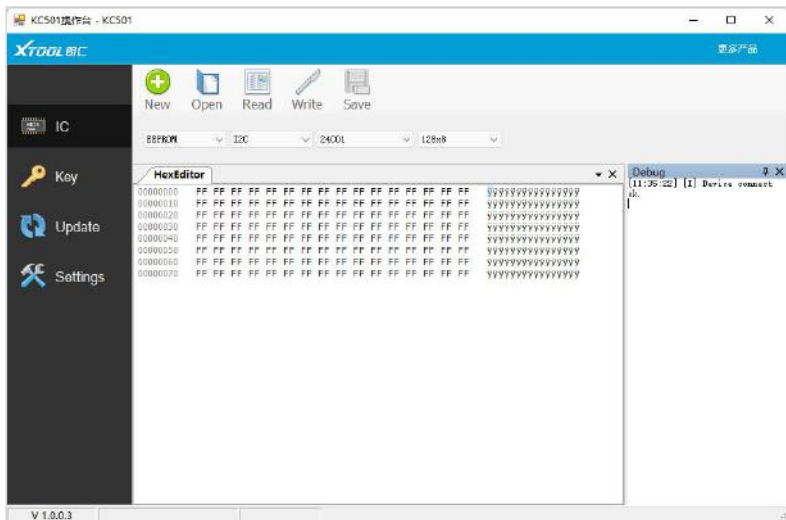 KC501操作台 - KC501
XTOOL朗仁
更多产品
New Open Read Write Save
IC
EEPROM I2C 24C01 128x8
Key
HexEditor
Debug
00000000 FF FF FF FF FF FF FF FF FF FF FF FF FF FF FF FF ÿÿÿÿÿÿÿÿÿÿÿÿÿÿÿÿ
[11:35:22] [I] Device connect
ok.
00000010 FF FF FF FF FF FF FF FF FF FF FF FF FF FF FF FF ÿÿÿÿÿÿÿÿÿÿÿÿÿÿÿÿ
00000020 FF FF FF FF FF FF FF FF FF FF FF FF FF FF FF FF ÿÿÿÿÿÿÿÿÿÿÿÿÿÿÿÿ
00000030 FF FF FF FF FF FF FF FF FF FF FF FF FF FF FF FF ÿÿÿÿÿÿÿÿÿÿÿÿÿÿÿÿ
00000040 FF FF FF FF FF FF FF FF FF FF FF FF FF FF FF FF ÿÿÿÿÿÿÿÿÿÿÿÿÿÿÿÿ
00000050 FF FF FF FF FF FF FF FF FF FF FF FF FF FF FF FF ÿÿÿÿÿÿÿÿÿÿÿÿÿÿÿÿ
00000060 FF FF FF FF FF FF FF FF FF FF FF FF FF FF FF FF ÿÿÿÿÿÿÿÿÿÿÿÿÿÿÿÿ
00000070 FF FF FF FF FF FF FF FF FF FF FF FF FF FF FF FF ÿÿÿÿÿÿÿÿÿÿÿÿÿÿÿÿ
Update
Settings
V 1.0.0.3